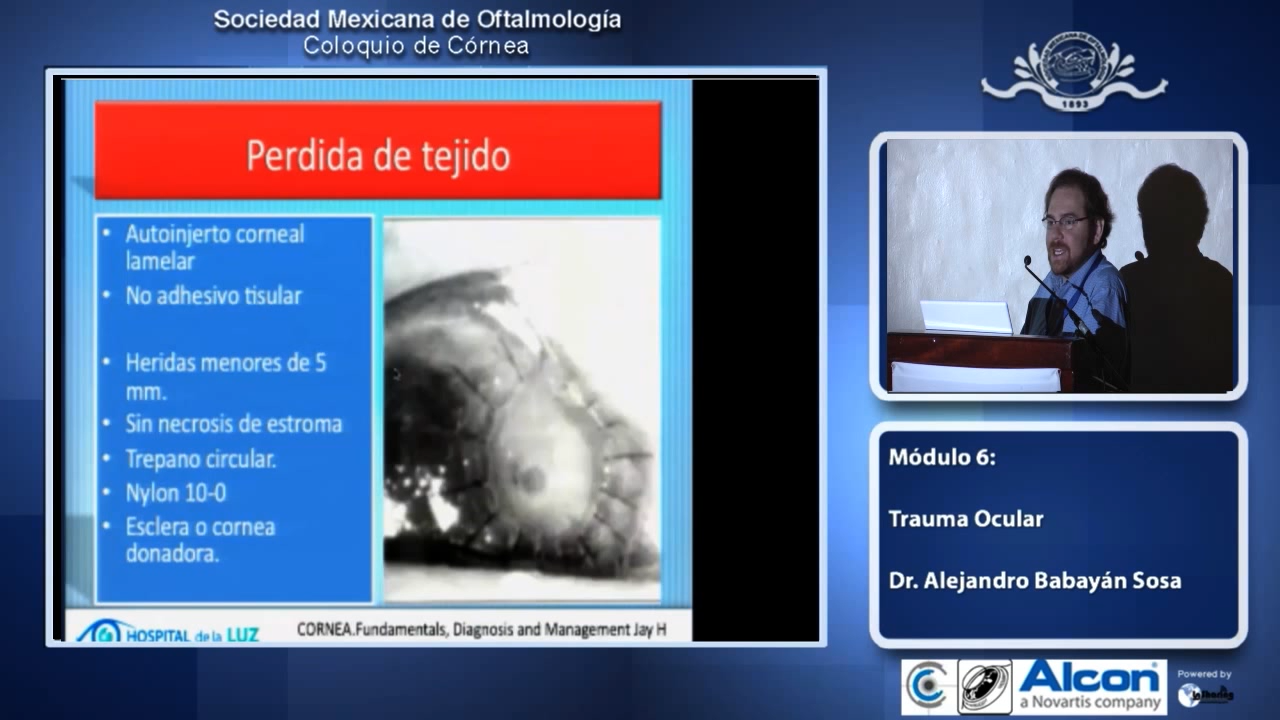 Sociedad Mexicana de Oftalmología
Coloquio de Córnea
Perdida de tejido
• Autoinjerto corneal
lamelar
• No adhesivo tisular
• Heridas menores de 5
mm.
• Sin necrosis de estroma
• Trepano circular.
• Nylon 10-0
• Esclera o cornea
donadora.
HOSPITAL de la LUZ
CORNEA.Fundamentals, Diagnosis and Management Jay H
1893
Módulo 6:
Trauma Ocular
Dr. Alejandro Babayán Sosa
Alcon
a Novartis company
Powered by